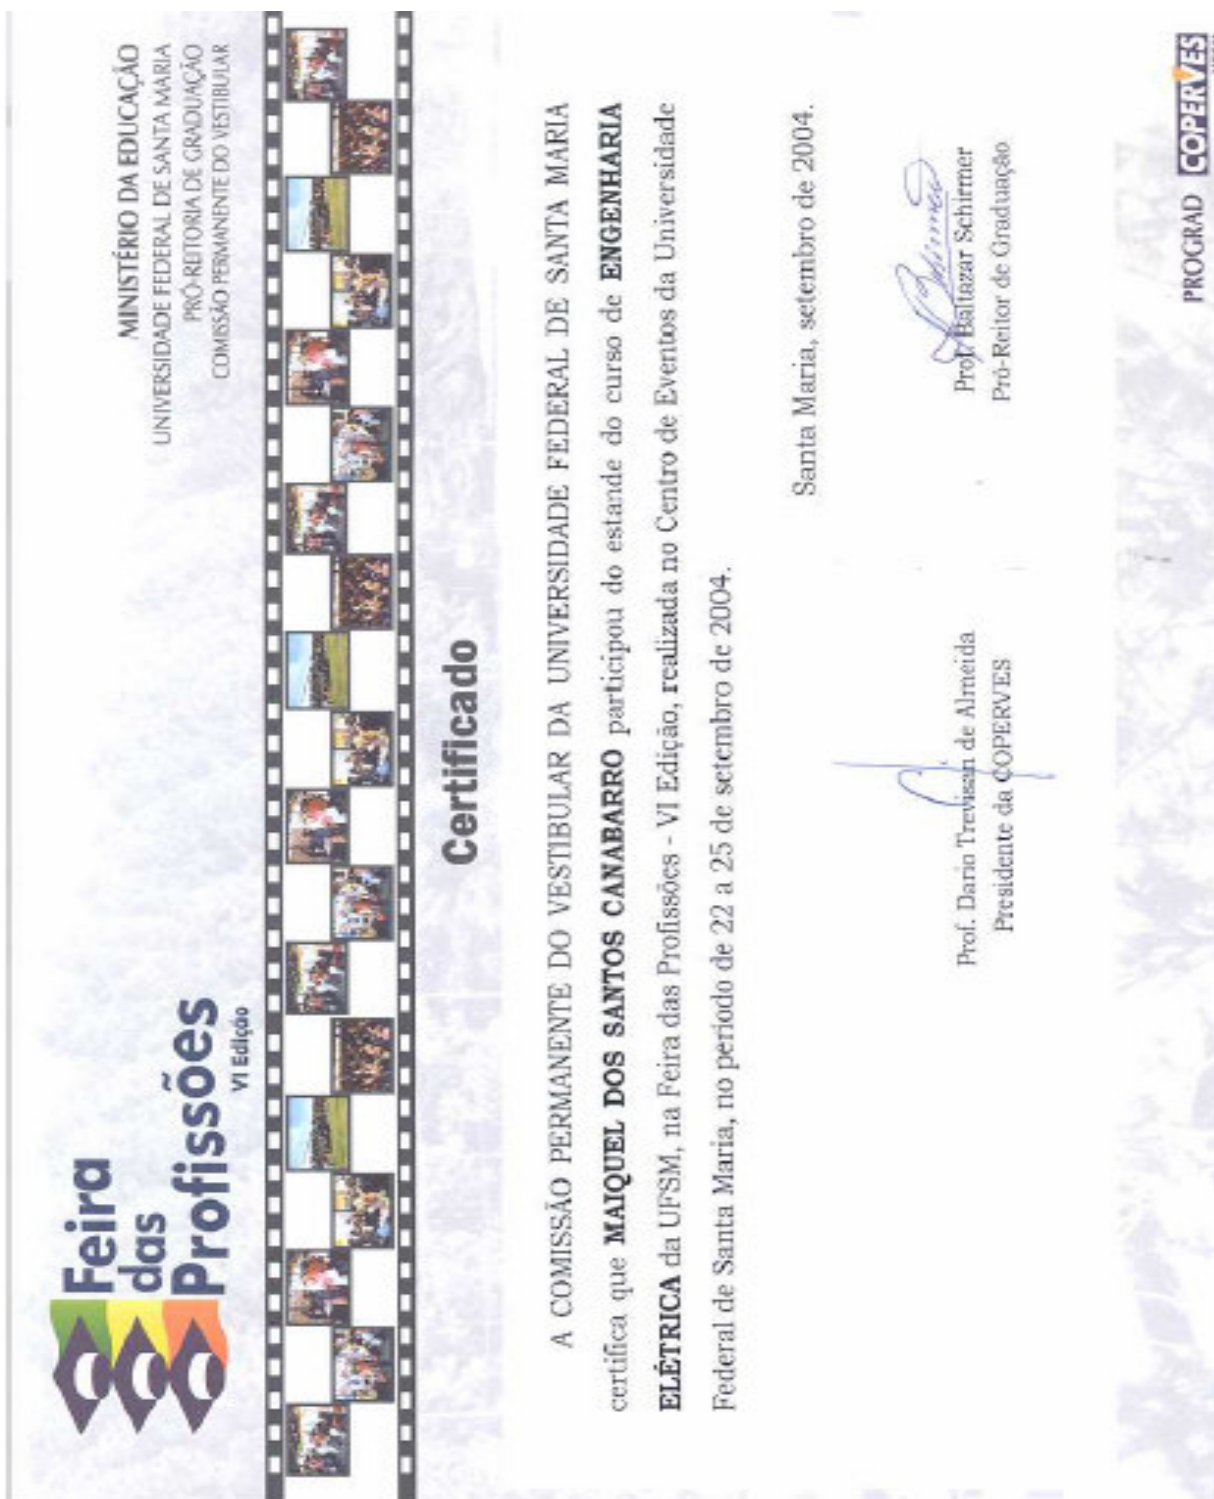 Feira
das
Profissões
VI Edição
MINISTÉRIO DA EDUCAÇÃO
UNIVERSIDADE FEDERAL DE SANTA MARIA
PRÓ-REITORIA DE GRADUAÇÃO
COMISSÃO PERMANENTE DO VESTIBULAR
Certificado
A COMISSÃO PERMANENTE DO VESTIBULAR DA UNIVERSIDADE FEDERAL DE SANTA MARIA
certifica que MAIQUEL DOS SANTOS CANABARRO participou do estande do curso de ENGENHARIA
ELÉTRICA da UFSM, na Feira das Profissões - VI Edição, realizada no Centro de Eventos da Universidade
Federal de Santa Maria, no período de 22 a 25 de setembro de 2004.
Santa Maria, setembro de 2004.
Prof. Dario Trevisan de Almeida
Presidente da COPERVES
Prof. Baltazar Schirmer
Pró-Reitor de Graduação
PROGRAD COPERVES